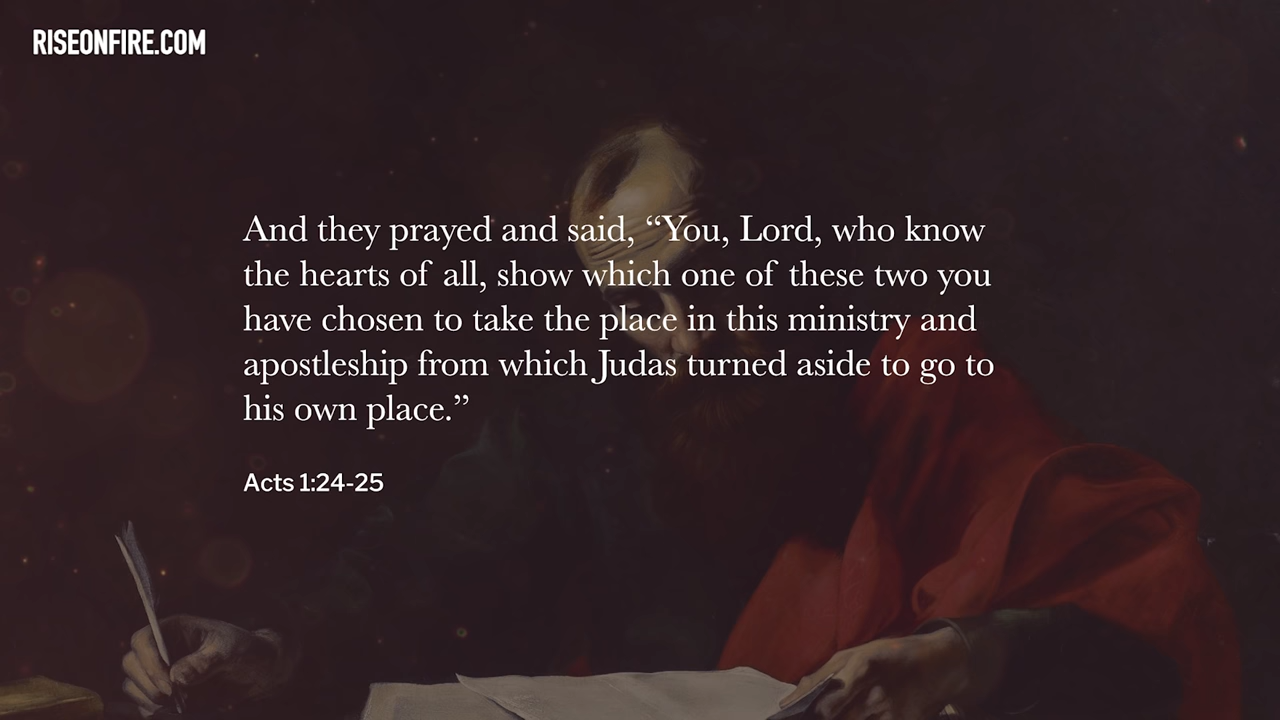 RISEONFIRE.COM
And they prayed and said, “You, Lord, who know
the hearts of all, show which one of these two you
have chosen to take the place in this ministry and
apostleship from which Judas turned aside to go to
his own place.”
Acts 1:24-25